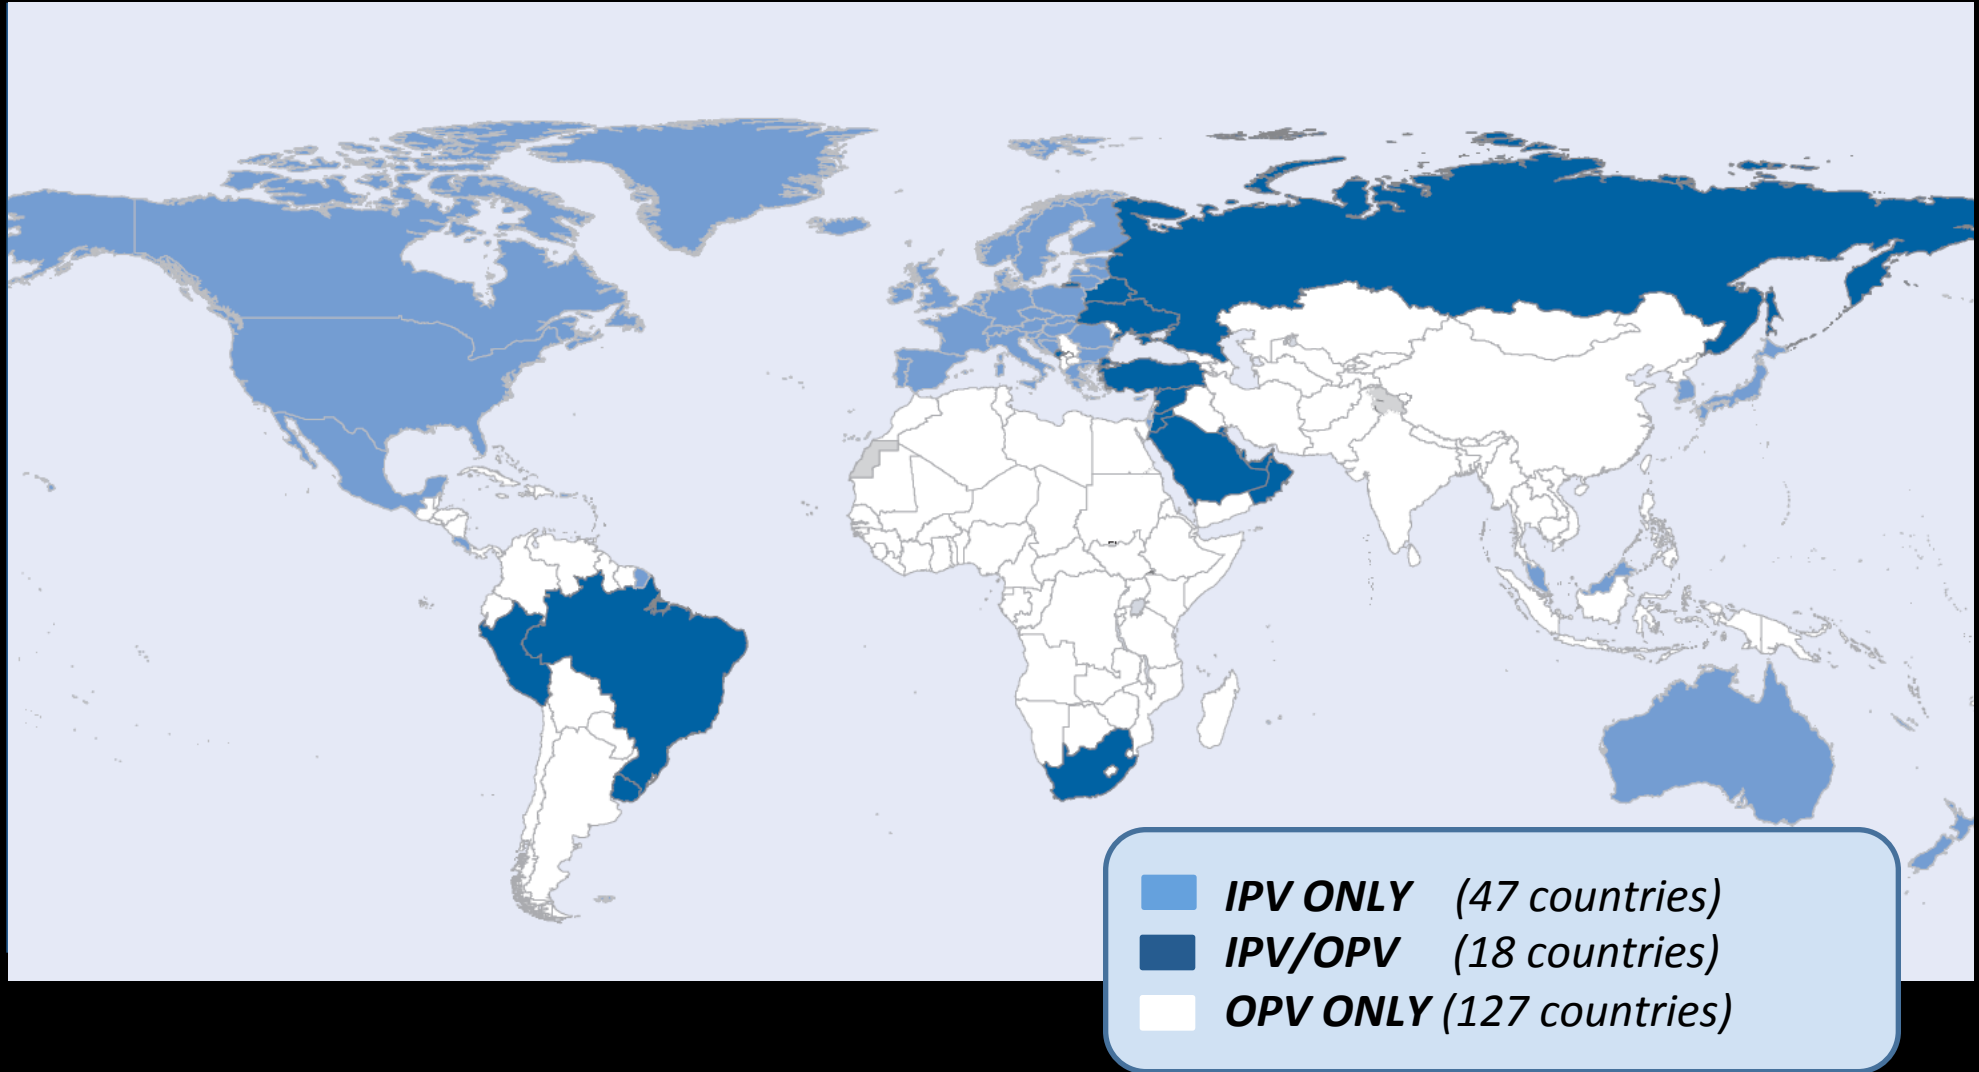 IPV ONLY (47 countries)
IPV/OPV (18 countries)
OPV ONLY (127 countries)